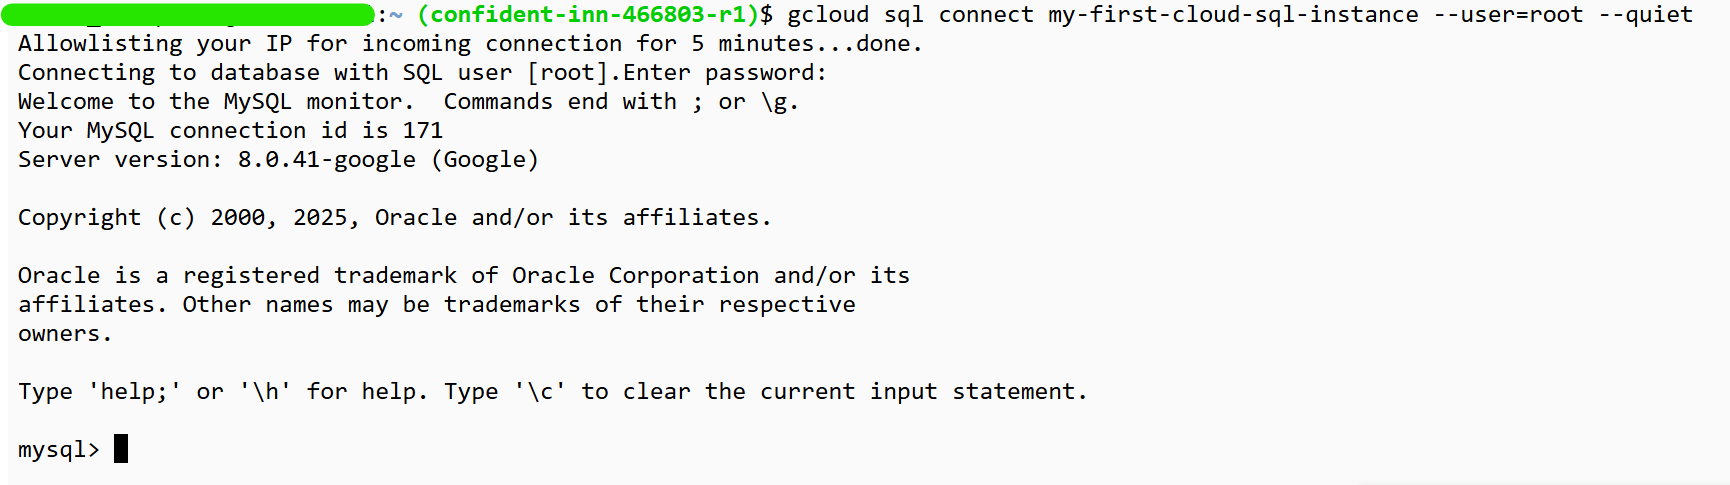 :~ (confident-inn-466803-r1)$ gcloud sql connect my-first-cloud-sql-instance --user=root --quiet
Allowlisting your IP for incoming connection for 5 minutes...done.
Connecting to database with SQL user [root].Enter password:
Welcome to the MySQL monitor.  Commands end with ; or \g.
Your MySQL connection id is 171
Server version: 8.0.41-google (Google)

Copyright (c) 2000, 2025, Oracle and/or its affiliates.

Oracle is a registered trademark of Oracle Corporation and/or its
affiliates. Other names may be trademarks of their respective
owners.

Type 'help;' or '\h' for help. Type '\c' to clear the current input statement.

mysql>